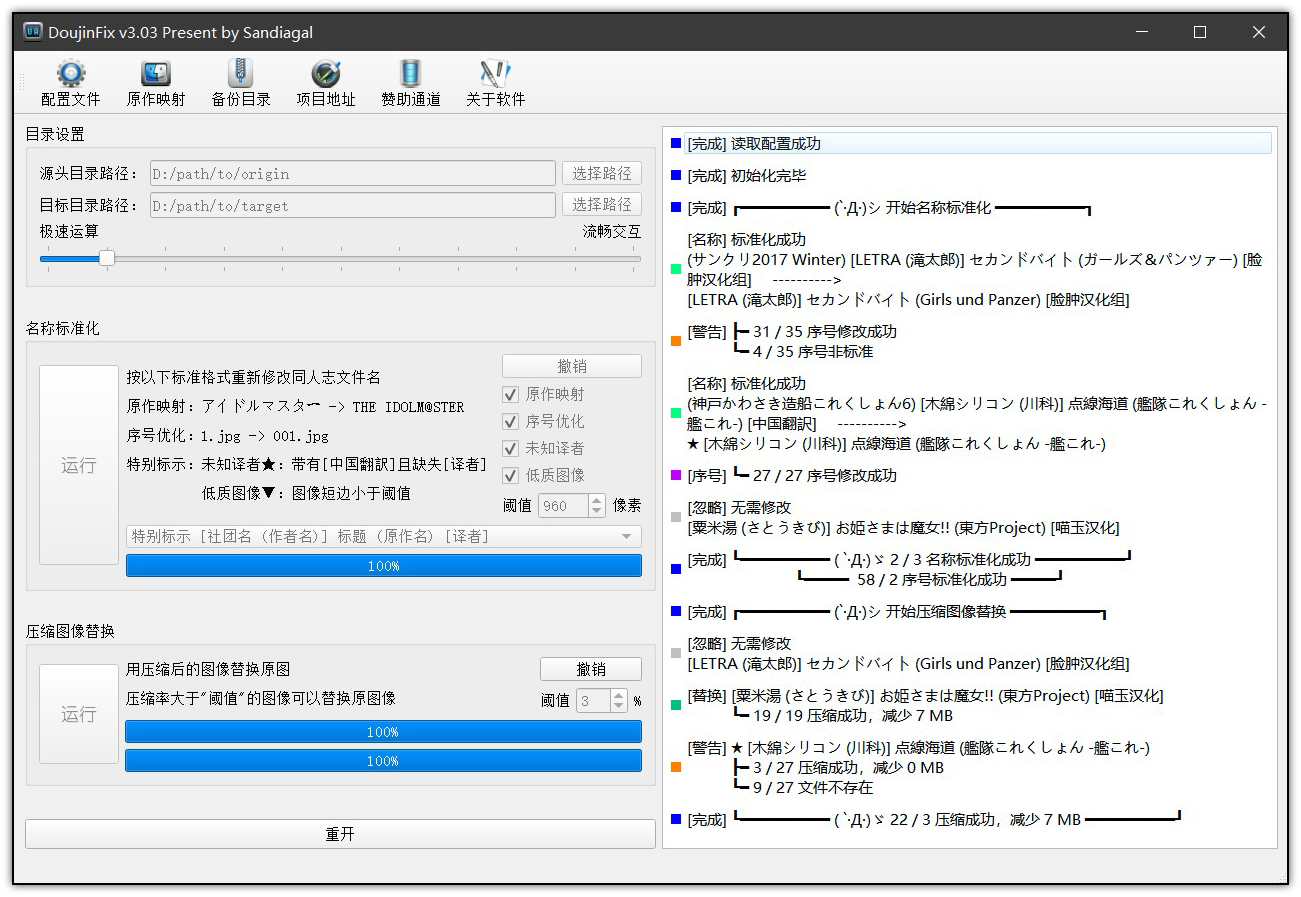 DoujinFix v3.03 Present by Sandiagal
配置文件 原作映射 备份目录 项目地址 赞助通道 关于软件
目录设置
源头目录路径： D:/path/to/origin 选择路径
目标目录路径： D:/path/to/target 选择路径
极速运算 流畅交互
名称标准化
运行
按以下标准格式重新修改同人志文件名
原作映射：アイドルマスター -> THE IDOLM@STER
序号优化：1.jpg -> 001.jpg
特别标示：未知译者★：带有[中国翻訳]且缺失[译者]
低质图像▼：图像短边小于阈值
撤销
原作映射
序号优化
未知译者
低质图像
阈值 960 像素
特别标示 [社团名 (作者名)] 标题 (原作名) [译者]
100%
压缩图像替换
运行
用压缩后的图像替换原图
压缩率大于"阈值"的图像可以替换原图像
撤销
阈值 3 %
100%
100%
重开
[完成] 读取配置成功
[完成] 初始化完毕
[完成] ┏━━━━━━━ (`·Д·)シ 开始名称标准化 ━━━━━━━┓
[名称] 标准化成功
(サンクリ2017 Winter) [LETRA (滝太郎)] セカンドバイト (ガールズ＆パンツァー) [脸
肿汉化组] ---------->
[LETRA (滝太郎)] セカンドバイト (Girls und Panzer) [脸肿汉化组]
[警告] ┣━ 31 / 35 序号修改成功
┗━ 4 / 35 序号非标准
[名称] 标准化成功
(神戸かわさき造船これくしょん6) [木綿シリコン (川科)] 点線海道 (艦隊これくしょん -
艦これ-) [中国翻訳] ---------->
★ [木綿シリコン (川科)] 点線海道 (艦隊これくしょん -艦これ-)
[序号] ┗━ 27 / 27 序号修改成功
[忽略] 无需修改
[粟米湯 (さとうきび)] お姫さまは魔女!! (東方Project) [喵玉汉化]
[完成] ┗━━━━━━━ ( `·Д·)ゞ 2 / 3 名称标准化成功 ━━━━━━━┛
┗━━━ 58 / 2 序号标准化成功 ━━━┛
[完成] ┏━━━━━━━ (`·Д·)シ 开始压缩图像替换 ━━━━━━━┓
[忽略] 无需修改
[LETRA (滝太郎)] セカンドバイト (Girls und Panzer) [脸肿汉化组]
[替换] [粟米湯 (さとうきび)] お姫さまは魔女!! (東方Project) [喵玉汉化]
┗━ 19 / 19 压缩成功，减少 7 MB
[警告] ★ [木綿シリコン (川科)] 点線海道 (艦隊これくしょん -艦これ-)
┣━ 3 / 27 压缩成功，减少 0 MB
┗━ 9 / 27 文件不存在
[完成] ┗━━━━━━━ ( `·Д·)ゞ 22 / 3 压缩成功，减少 7 MB ━━━━━━━┛